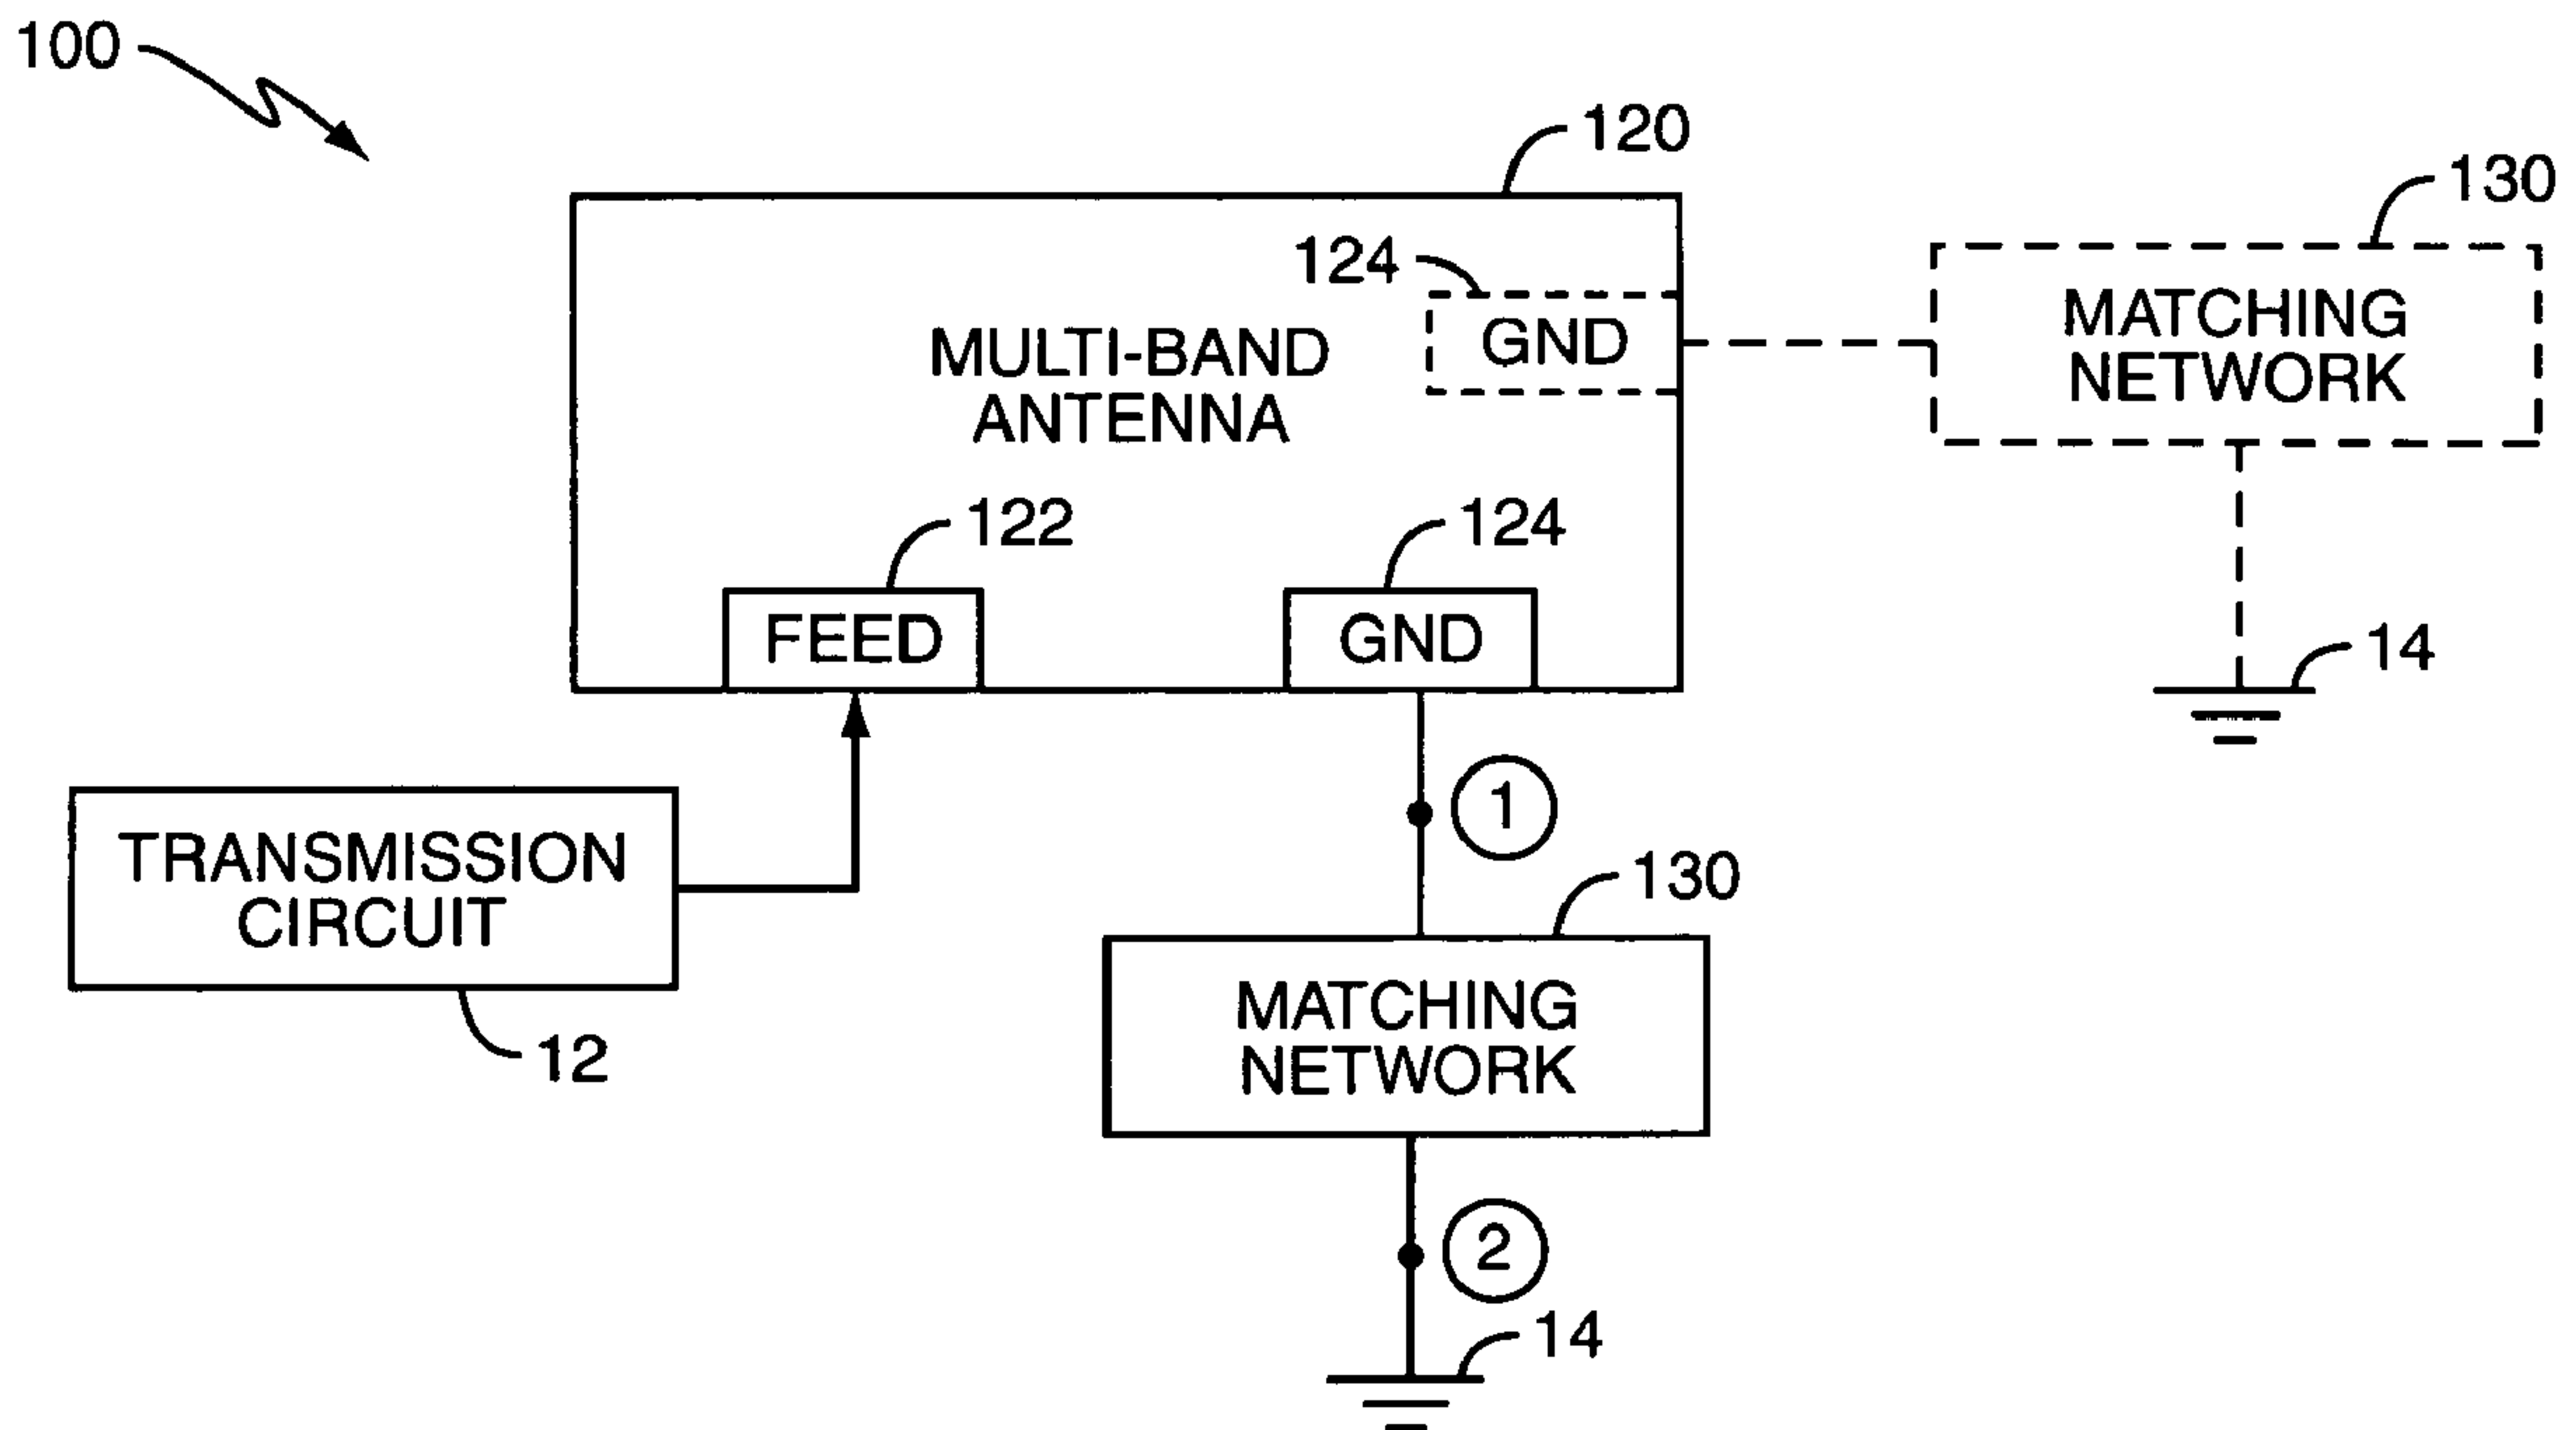 100
120
130
124
GND
MATCHING
NETWORK
MULTI-BAND
ANTENNA
122
124
FEED
GND
14
1
TRANSMISSION
CIRCUIT
130
12
MATCHING
NETWORK
2
14